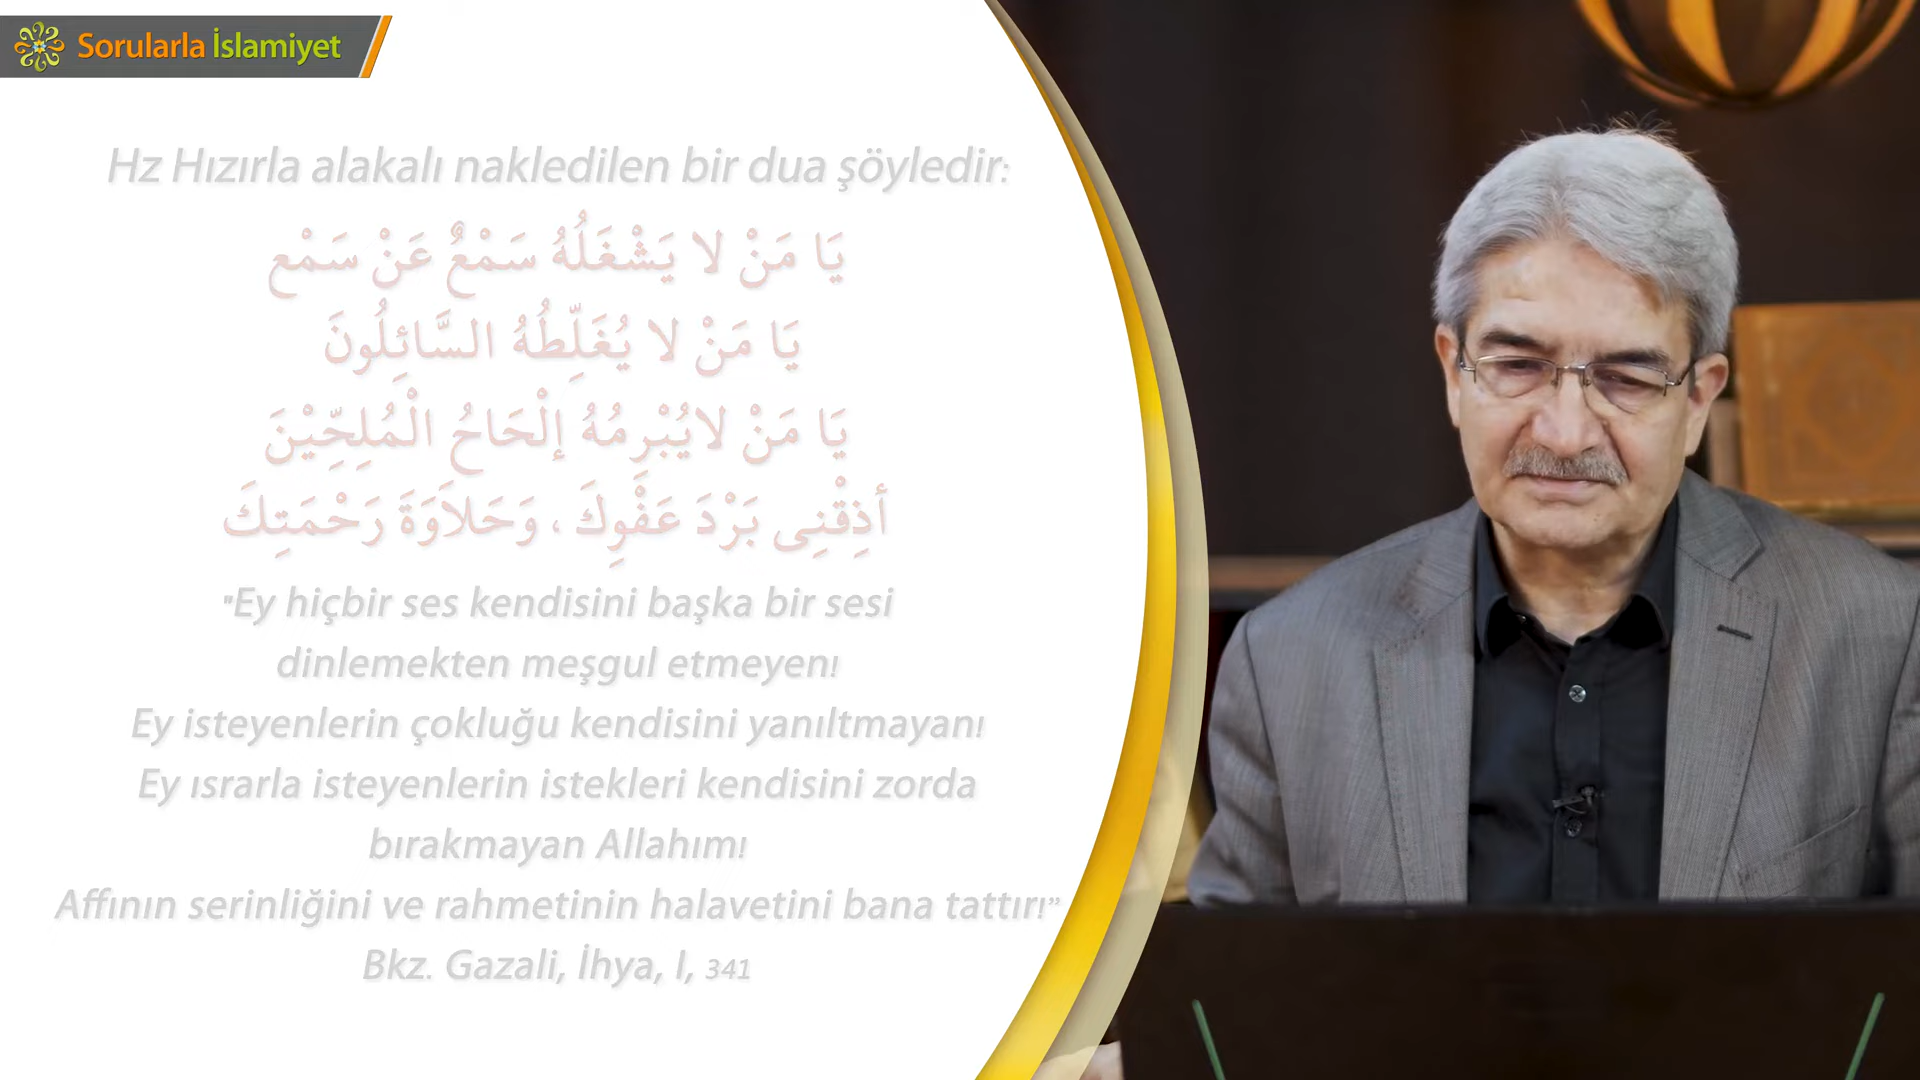 Sorularla İslamiyet
Hz Hızırla alakalı nakledilen bir dua şöyledir:
يَا مَنْ لا يَشْغَلُهُ سَمْعٌ عَنْ سَمْع
يَا مَنْ لا يُغَلِّطُهُ السَّائِلُونَ
يَا مَنْ لايُبْرِمُهُ إلْحَاحُ الْمُلِحِّيْنَ
أذِقْنِى بَرْدَ عَفْوِكَ ، وَحَلاَوَةَ رَحْمَتِكَ
"Ey hiçbir ses kendisini başka bir sesi
dinlemekten meşgul etmeyen!
Ey isteyenlerin çokluğu kendisini yanıltmayan!
Ey ısrarla isteyenlerin istekleri kendisini zorda
bırakmayan Allahım!
Affının serinliğini ve rahmetinin halavetini bana tattır!”
Bkz. Gazali, İhya, I, 341